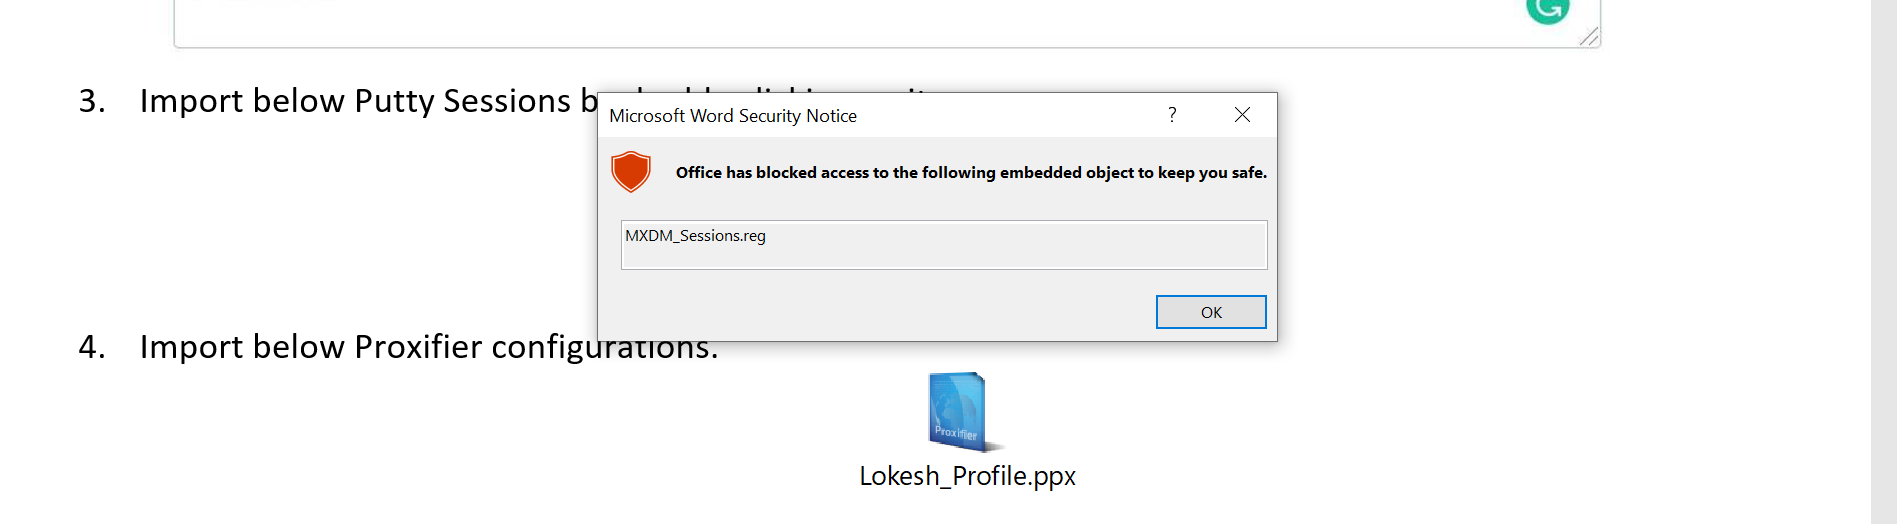 3. Import below Putty Sessions b
Microsoft Word Security Notice
?
Office has blocked access to the following embedded object to keep you safe.
MXDM_Sessions.reg
OK
4. Import below Proxifier configurations.
Proxifier
Lokesh_Profile.ppx